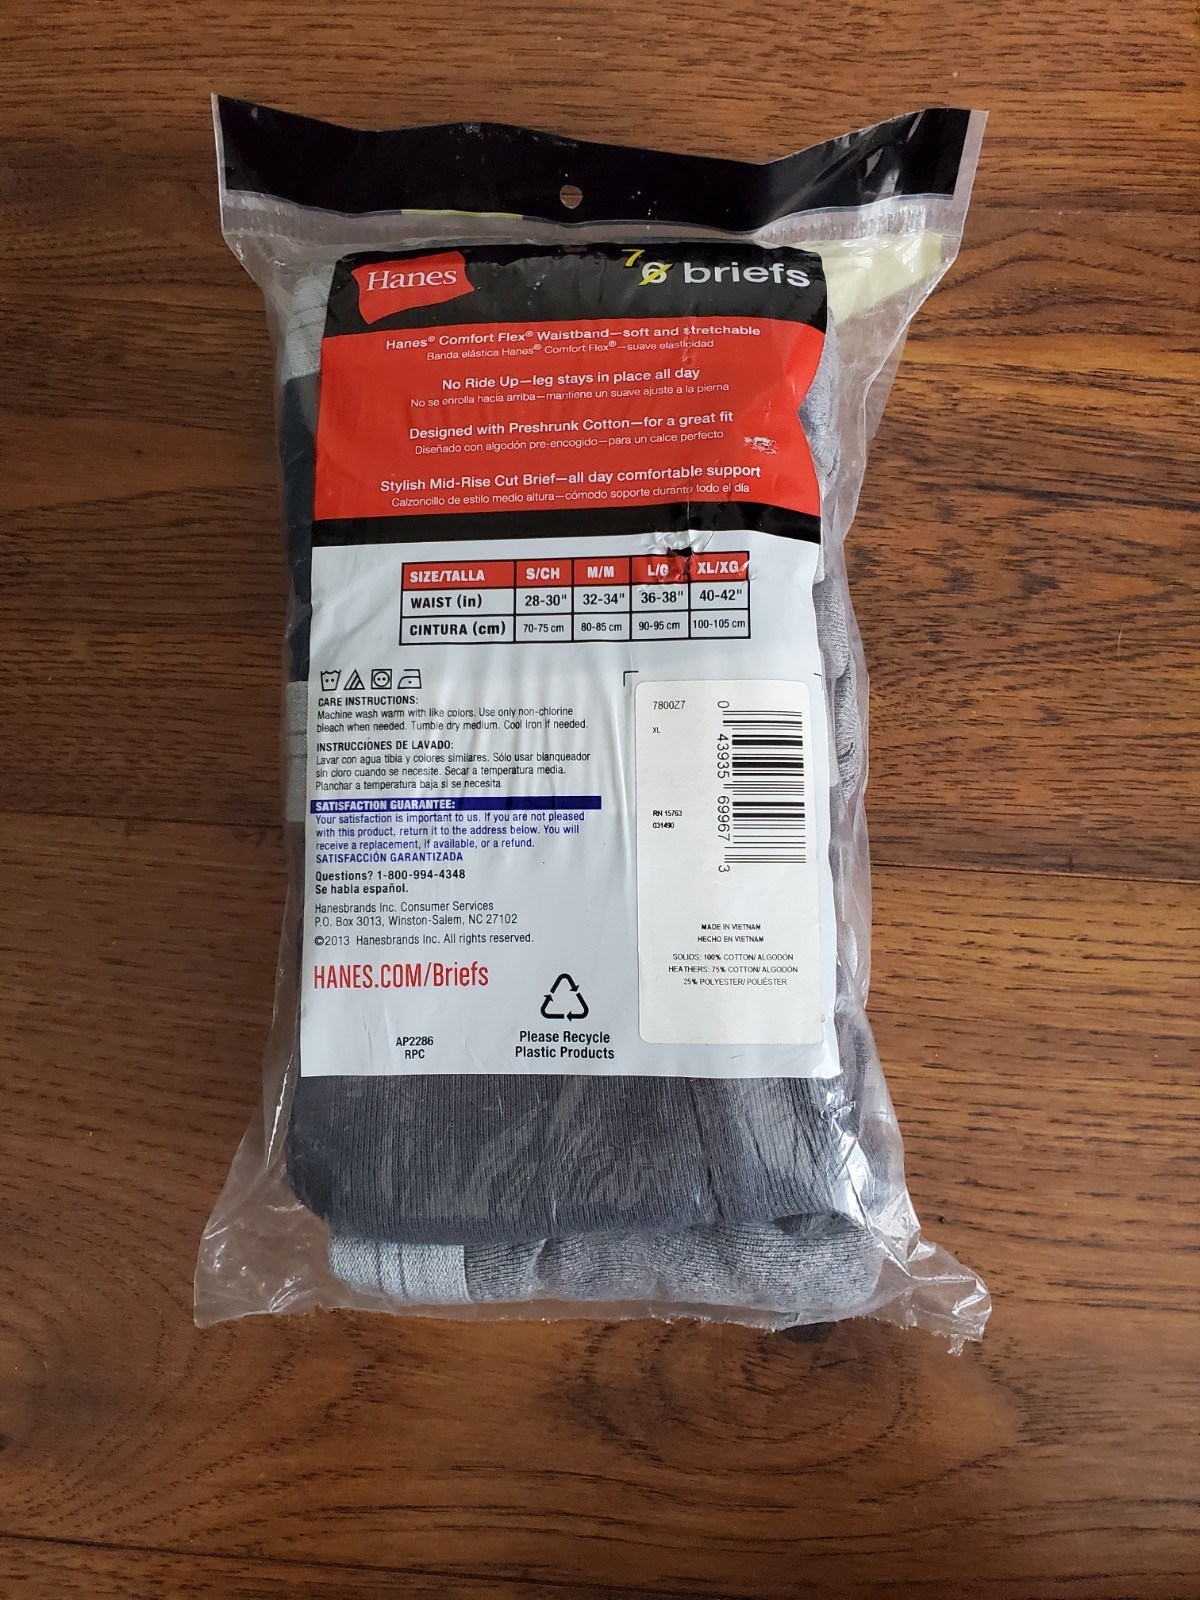 Hanes
7 6 briefs
Hanes® Comfort Flex® Waistband—soft and stretchable
Banda elástica Hanes® Comfort Flex®—suave elasticidad
No Ride Up—leg stays in place all day
No se enrolla hacia arriba—mantiene un suave ajuste a la pierna
Designed with Preshrunk Cotton—for a great fit
Diseñado con algodón pre-encogido—para un calce perfecto
Stylish Mid-Rise Cut Brief—all day comfortable support
Calzoncillo de estilo medio altura—cómodo soporte durante todo el día
SIZE/TALLA S/CH M/M L/G XL/XG
WAIST (in) 28-30" 32-34" 36-38" 40-42"
CINTURA (cm) 70-75 cm 80-85 cm 90-95 cm 100-105 cm
CARE INSTRUCTIONS:
Machine wash warm with like colors. Use only non-chlorine
bleach when needed. Tumble dry medium. Cool iron if needed.
INSTRUCCIÓNES DE LAVADO:
Lavar con agua tibia y colores similares. Sólo usar blanqueador
sin cloro cuando se necesite. Secar a temperatura media.
Planchar a temperatura baja si se necesita.
SATISFACTION GUARANTEE:
Your satisfaction is important to us. If you are not pleased
with this product, return it to the address below. You will
receive a replacement, if available, or a refund.
SATISFACCIÓN GARANTIZADA
Questions? 1-800-994-4348
Se habla español.
Hanesbrands Inc. Consumer Services
P.O. Box 3013, Winston-Salem, NC 27102
©2013 Hanesbrands Inc. All rights reserved.
HANES.COM/Briefs
AP2286
RPC
Please Recycle
Plastic Products
7800Z7
XL
RN 15763
031490
0 43935 69967 3
MADE IN VIETNAM
HECHO EN VIETNAM
SOLIDS: 100% COTTON/ ALGODÓN
HEATHERS: 75% COTTON/ ALGODÓN
25% POLYESTER/ POLIÉSTER